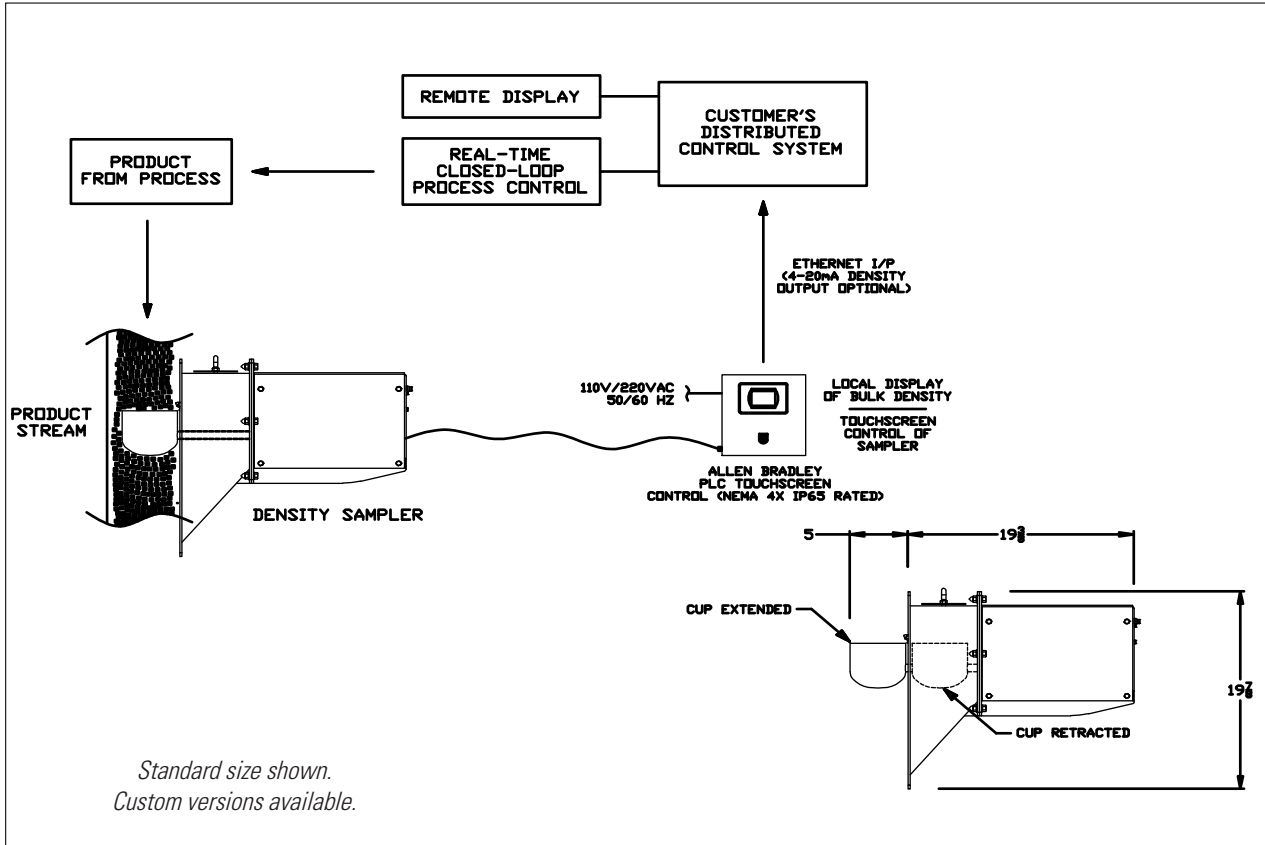 REMOTE DISPLAY
CUSTOMER'S
DISTRIBUTED
CONTROL SYSTEM
PRODUCT
FROM PROCESS
REAL-TIME
CLOSED-LOOP
PROCESS CONTROL
ETHERNET I/P
(4-20mA DENSITY
OUTPUT OPTIONAL)
PRODUCT
STREAM
110V/220VAC
50/60 HZ
LOCAL DISPLAY
OF BULK DENSITY
TOUCHSCREEN
CONTROL OF
SAMPLER
ALLEN BRADLEY
PLC TOUCHSCREEN
CONTROL (NEMA 4X IP65 RATED)
DENSITY SAMPLER
5
19 3/8
CUP EXTENDED
19 7/8
CUP RETRACTED
Standard size shown.
Custom versions available.